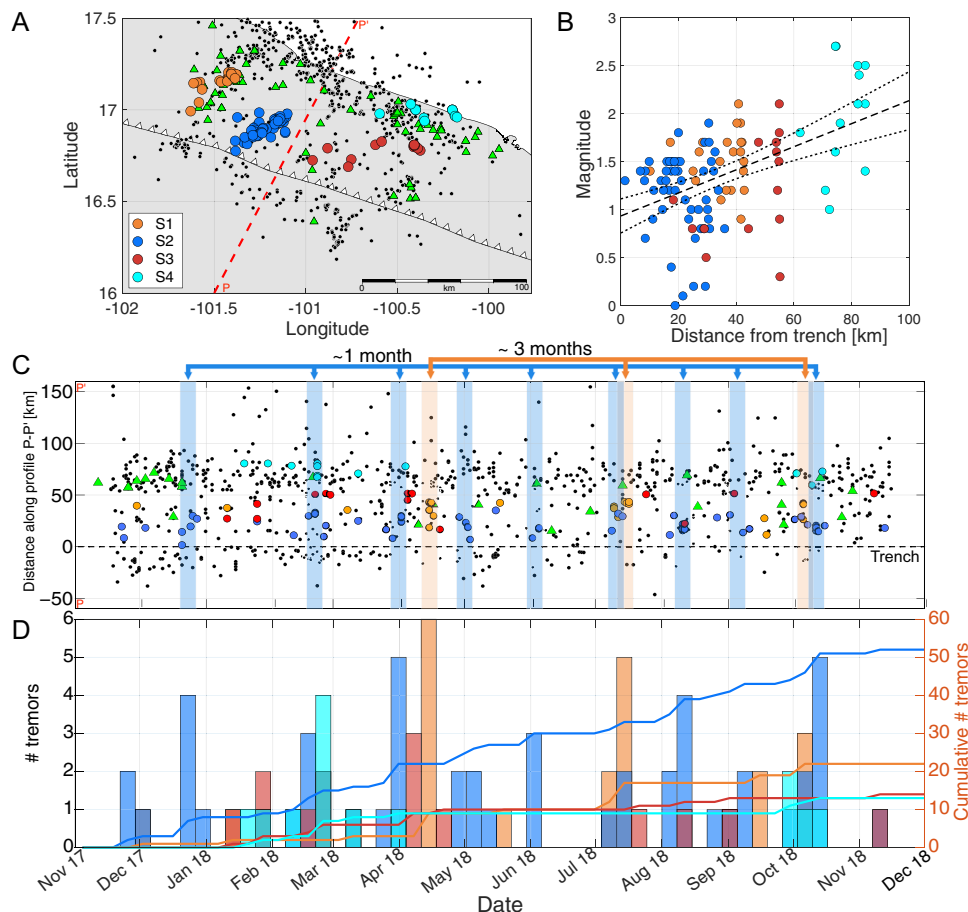 A
17.5
17
16.5
16
Latitude
P'
P
S1
S2
S3
S4
0
km
100
-102
-101.5
-101
-100.5
-100
Longitude
B
3
2.5
2
1.5
1
0.5
0
Magnitude
0
20
40
60
80
100
Distance from trench [km]
C
~1 month
~ 3 months
150
100
50
0
-50
P'
P
Distance along profile P-P' [km]
Trench
D
6
5
4
3
2
1
0
# tremors
60
50
40
30
20
10
0
Cumulative # tremors
Nov 17
Dec 17
Jan 18
Feb 18
Mar 18
Apr 18
May 18
Jun 18
Jul 18
Aug 18
Sep 18
Oct 18
Nov 18
Dec 18
Date